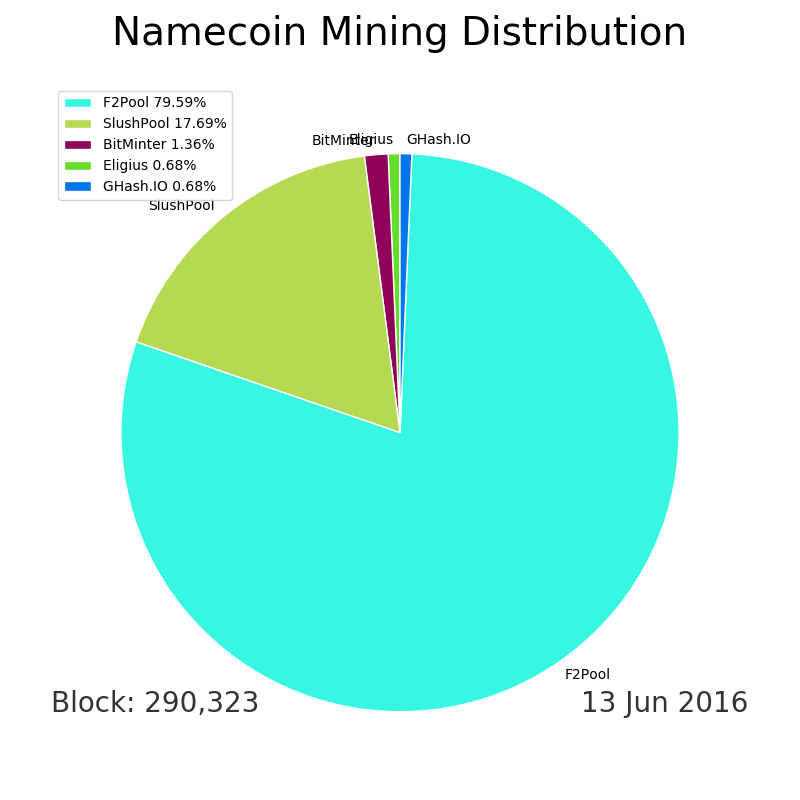 Namecoin Mining Distribution
F2Pool 79.59%
SlushPool 17.69%
BitMinter 1.36%
Eligius 0.68%
GHash.IO 0.68%
BitMinter
Eligius
GHash.IO
SlushPool
F2Pool
Block: 290,323
13 Jun 2016